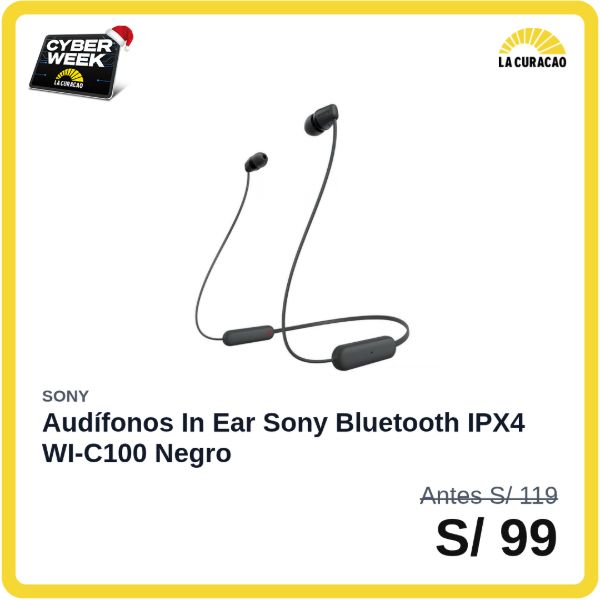 CYBER
WEEK
LA CURACAO
LA CURACAO
SONY
Audífonos In Ear Sony Bluetooth IPX4
WI-C100 Negro
Antes S/ 119
S/ 99